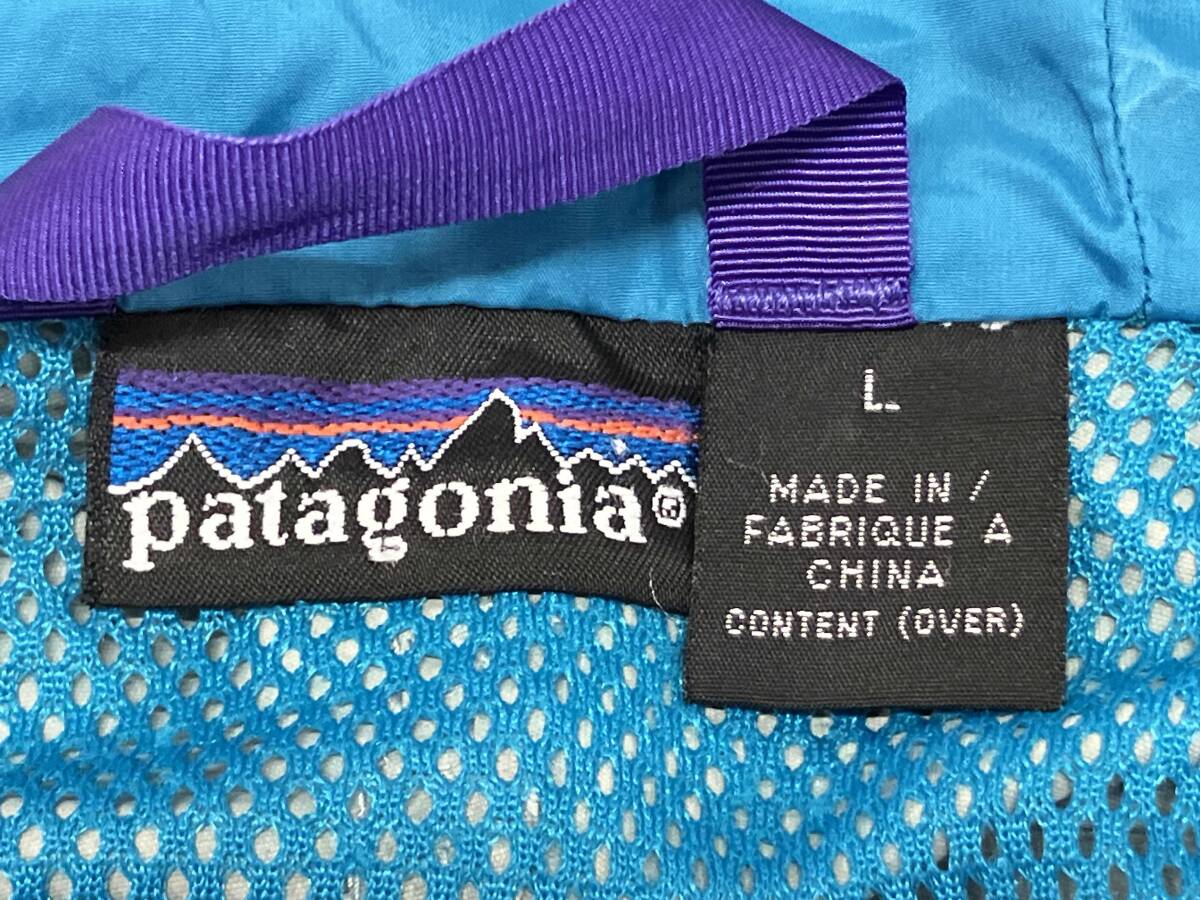 patagonia®
L
MADE IN /
FABRIQUE A
CHINA
CONTENT (OVER)